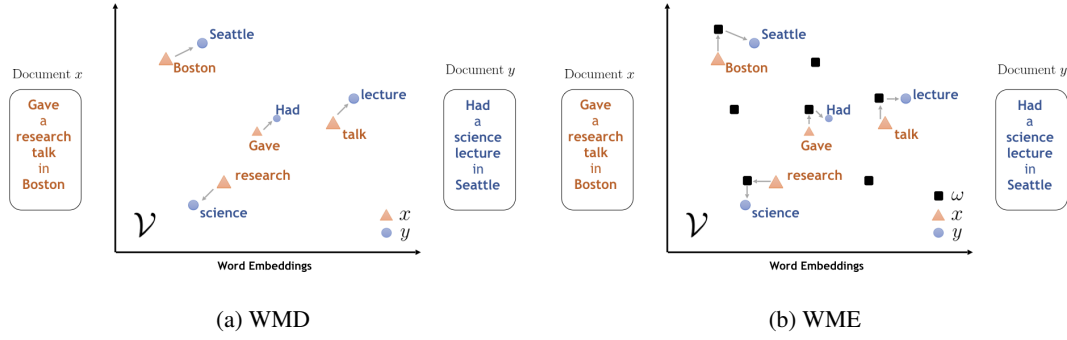 Document x
Gave
a
research
talk
in
Boston
Seattle
Boston
lecture
Had
talk
Gave
research
science
𝒱
x
y
Word Embeddings
Document y
Had
a
science
lecture
in
Seattle
(a) WMD
Document x
Gave
a
research
talk
in
Boston
Seattle
Boston
lecture
Had
talk
Gave
research
science
𝒱
ω
x
y
Word Embeddings
Document y
Had
a
science
lecture
in
Seattle
(b) WME